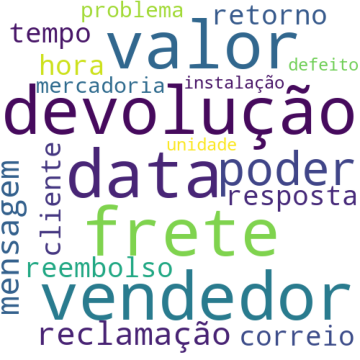 problema
retorno
tempo
valor
hora
defeito
mercadoria
instalação
devolução
unidade
data
poder
mensagem
cliente
resposta
frete
reembolso
vendedor
reclamação
correio